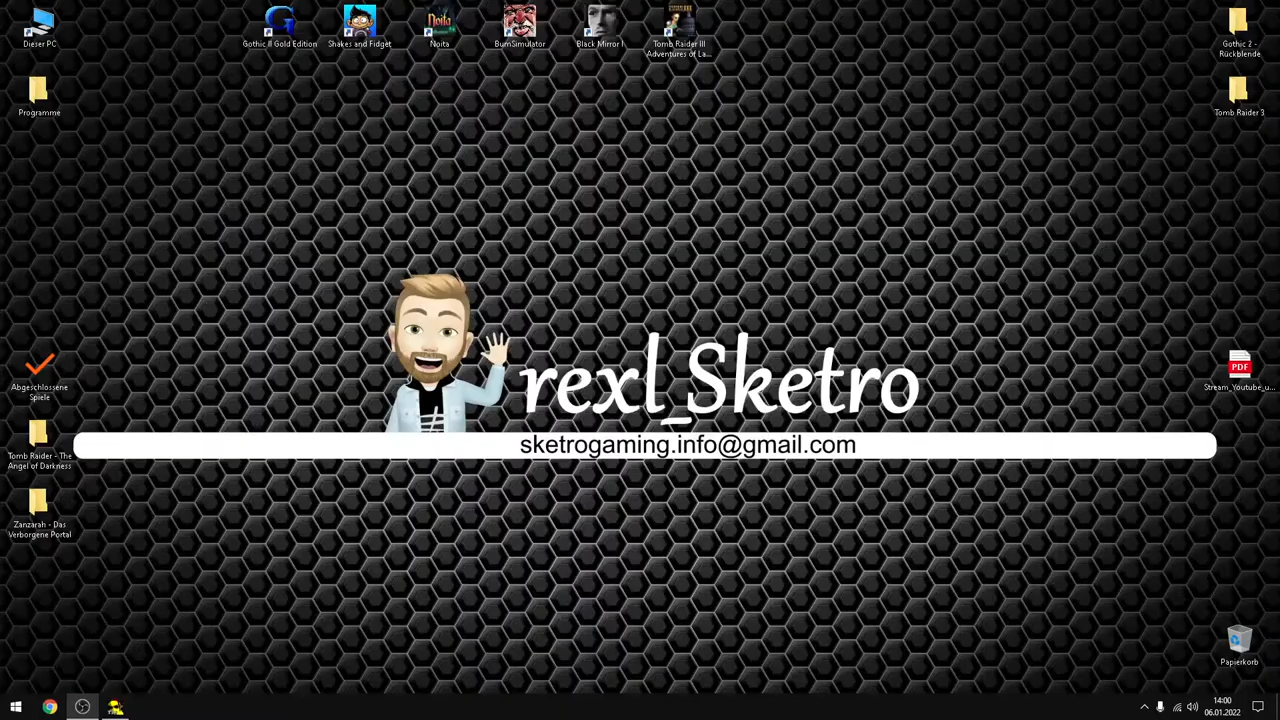 Dieser PC
Gothic II Gold Edition
Shakes and Fidget
Noita
BumSimulator
Black Mirror I
Tomb Raider III
Adventures of La...
Gothic 2 -
Rückblende
Programme
Tomb Raider 3
rexl_Sketro
sketrogaming.info@gmail.com
Abgeschlossene
Spiele
PDF
Stream_Youtube_u...
Tomb Raider - The
Angel of Darkness
Zanzarah - Das
Verborgene Portal
Papierkorb
14:00
06.01.2022